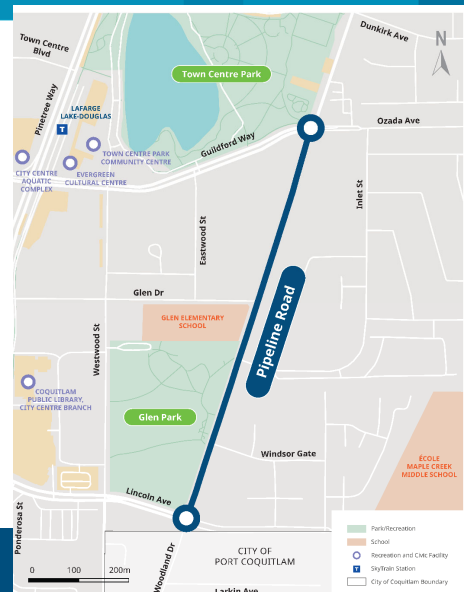 Dunkirk Ave
Town Centre
Blvd
N
Town Centre Park
Pinetree Way
LAFARGE
LAKE-DOUGLAS
T
Ozada Ave
Guildford Way
TOWN CENTRE PARK
COMMUNITY CENTRE
CITY CENTRE
AQUATIC
COMPLEX
EVERGREEN
CULTURAL CENTRE
Inlet St
Eastwood St
Glen Dr
GLEN ELEMENTARY
SCHOOL
Pipeline Road
Westwood St
COQUITLAM
PUBLIC LIBRARY,
CITY CENTRE BRANCH
Glen Park
Windsor Gate
ÉCOLE
MAPLE CREEK
MIDDLE SCHOOL
Lincoln Ave
Ponderosa St
Woodland Dr
CITY OF
PORT COQUITLAM
Larkin Ave
0 100 200m
Park/Recreation
School
Recreation and Civic Facility
T SkyTrain Station
City of Coquitlam Boundary